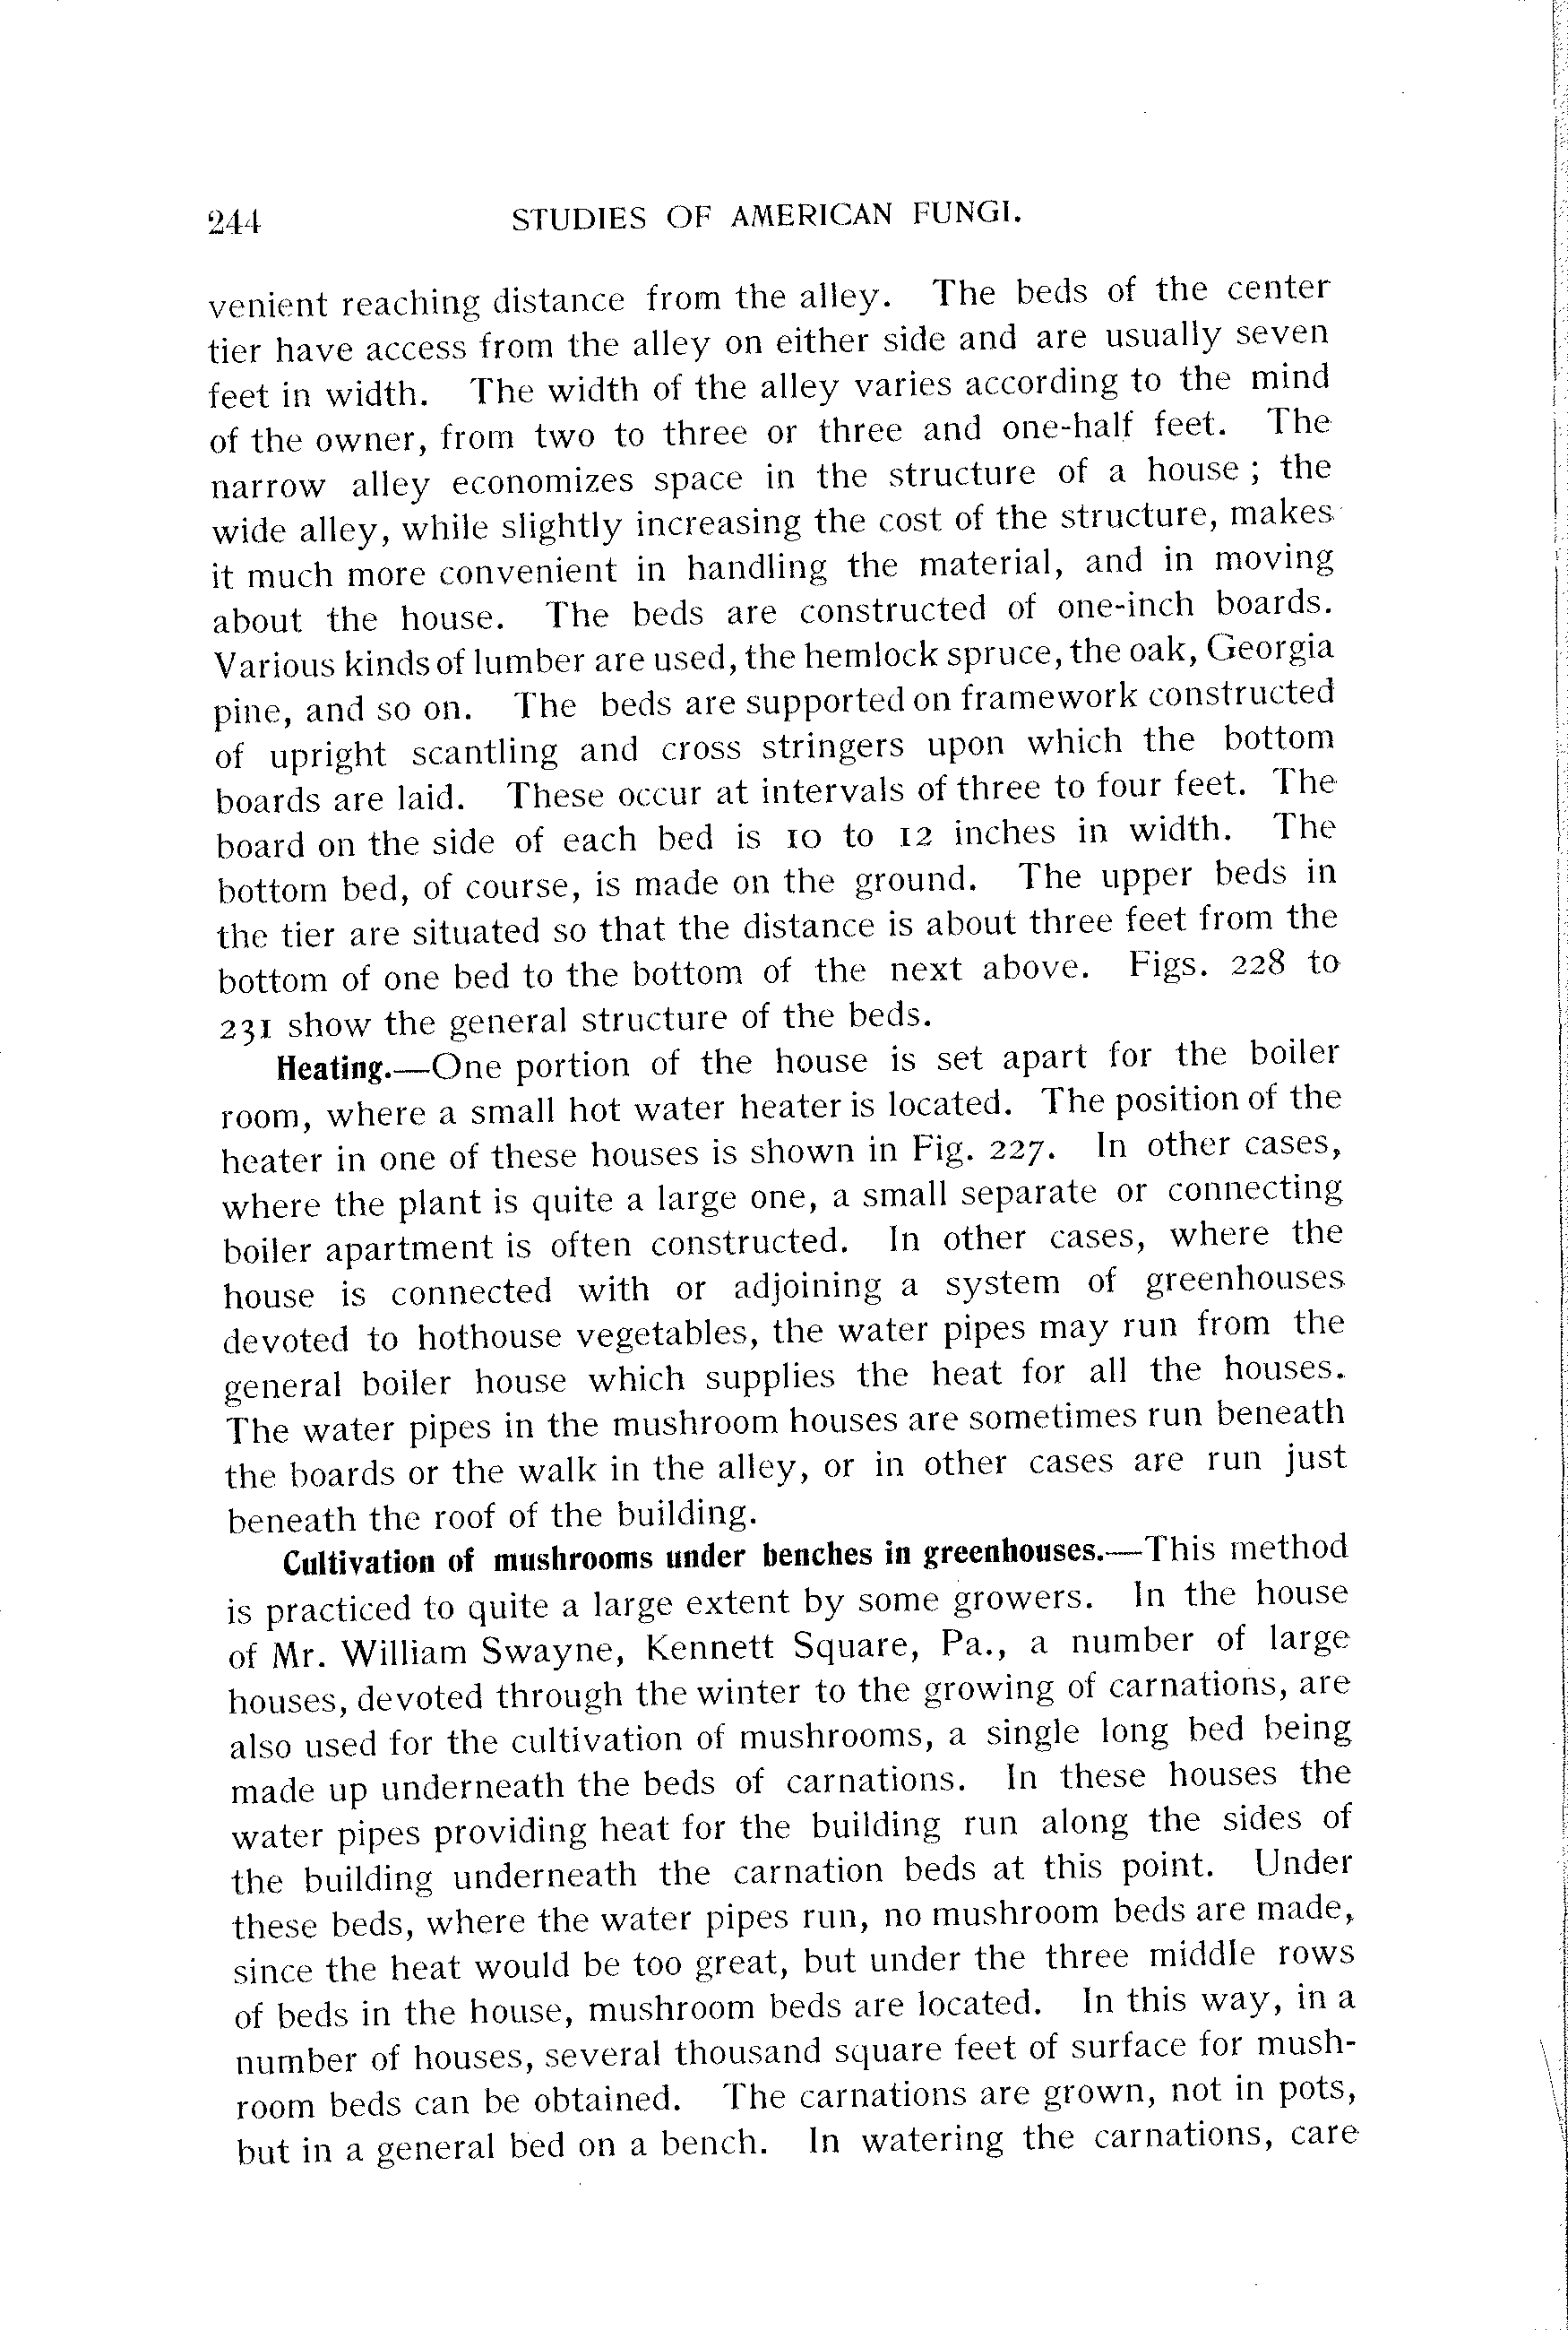 244 STUDIES OF AMERICAN FUNGI.
venient reaching distance from the alley. The beds of the center
tier have access from the alley on either side and are usually seven
feet in width. The width of the alley varies according to the mind
of the owner, from two to three or three and one-half feet. The
narrow alley economizes space in the structure of a house ; the
wide alley, while slightly increasing the cost of the structure, makes
it much more convenient in handling the material, and in moving
about the house. The beds are constructed of one-inch boards.
Various kinds of lumber are used, the hemlock spruce, the oak, Georgia
pine, and so on. The beds are supported on framework constructed
of upright scantling and cross stringers upon which the bottom
boards are laid. These occur at intervals of three to four feet. The
board on the side of each bed is 10 to 12 inches in width. The
bottom bed, of course, is made on the ground. The upper beds in
the tier are situated so that the distance is about three feet from the
bottom of one bed to the bottom of the next above. Figs. 228 to
231 show the general structure of the beds.
Heating.—One portion of the house is set apart for the boiler
room, where a small hot water heater is located. The position of the
heater in one of these houses is shown in Fig. 227. In other cases,
where the plant is quite a large one, a small separate or connecting
boiler apartment is often constructed. In other cases, where the
house is connected with or adjoining a system of greenhouses
devoted to hothouse vegetables, the water pipes may run from the
general boiler house which supplies the heat for all the houses.
The water pipes in the mushroom houses are sometimes run beneath
the boards or the walk in the alley, or in other cases are run just
beneath the roof of the building.
Cultivation of mushrooms under benches in greenhouses.—This method
is practiced to quite a large extent by some growers. In the house
of Mr. William Swayne, Kennett Square, Pa., a number of large
houses, devoted through the winter to the growing of carnations, are
also used for the cultivation of mushrooms, a single long bed being
made up underneath the beds of carnations. In these houses the
water pipes providing heat for the building run along the sides of
the building underneath the carnation beds at this point. Under
these beds, where the water pipes run, no mushroom beds are made,
since the heat would be too great, but under the three middle rows
of beds in the house, mushroom beds are located. In this way, in a
number of houses, several thousand square feet of surface for mush-
room beds can be obtained. The carnations are grown, not in pots,
but in a general bed on a bench. In watering the carnations, care